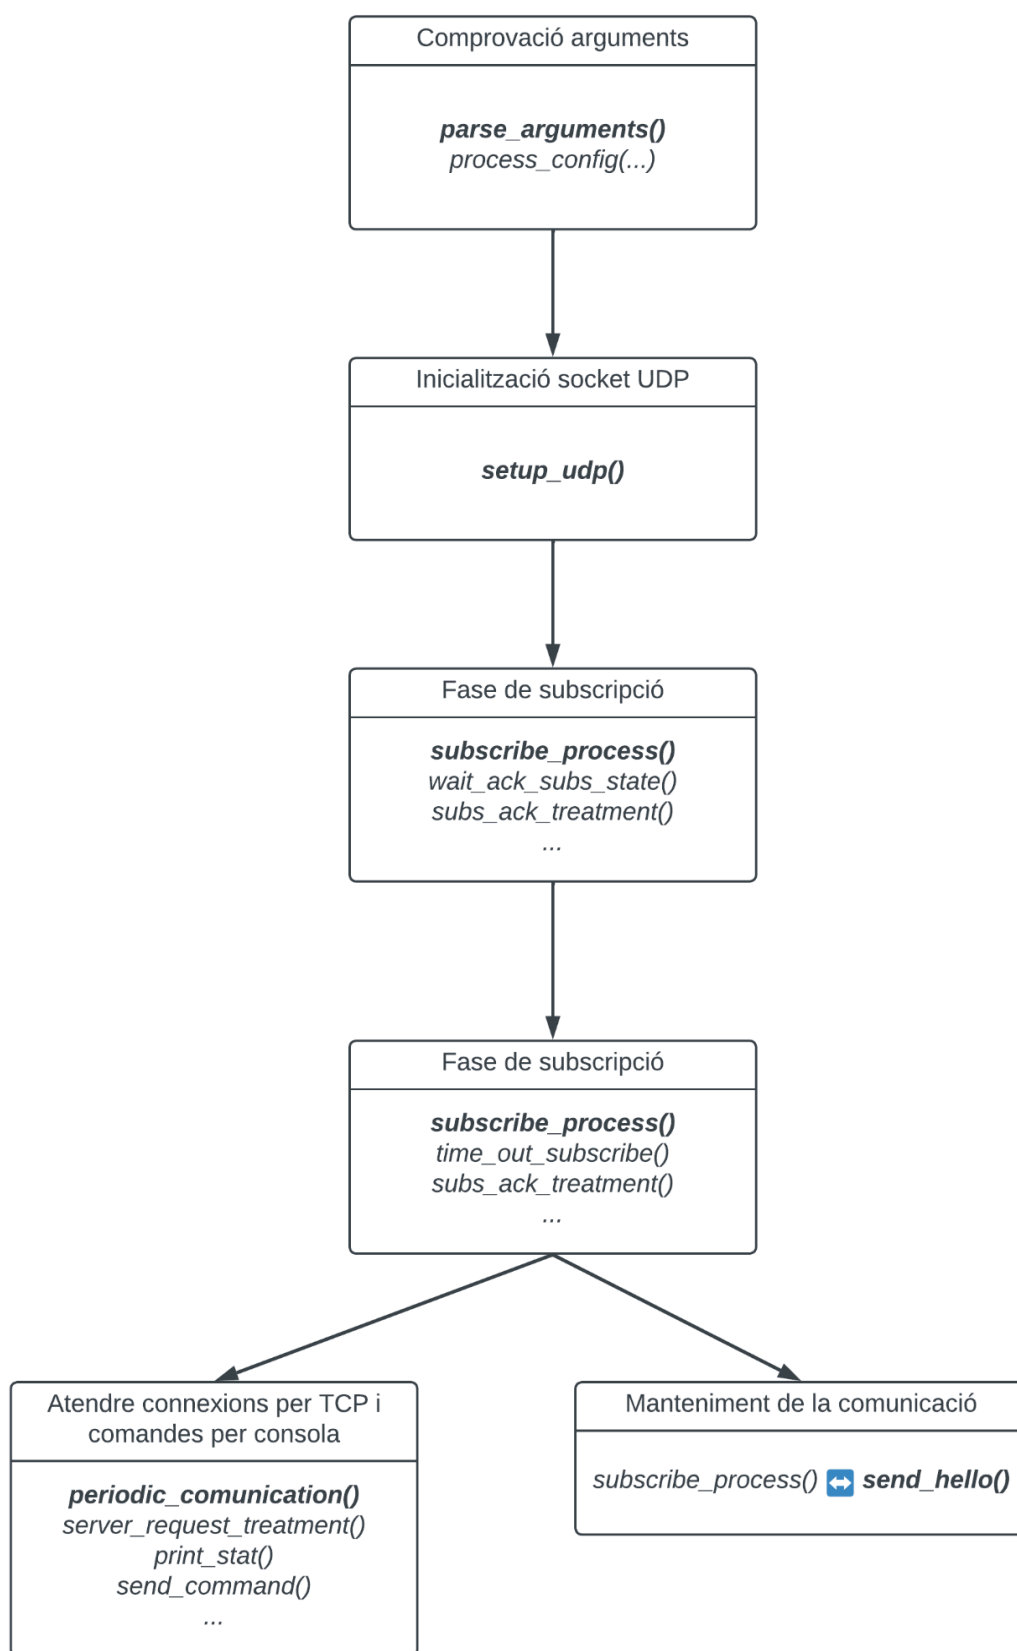 Comprovació arguments
parse_arguments()
process_config(...)
Inicialització socket UDP
setup_udp()
Fase de subscripció
subscribe_process()
wait_ack_subs_state()
subs_ack_treatment()
...
Fase de subscripció
subscribe_process()
time_out_subscribe()
subs_ack_treatment()
...
Atendre connexions per TCP i
comandes per consola
periodic_comunication()
server_request_treatment()
print_stat()
send_command()
...
Manteniment de la comunicació
subscribe_process() ↔️ send_hello()